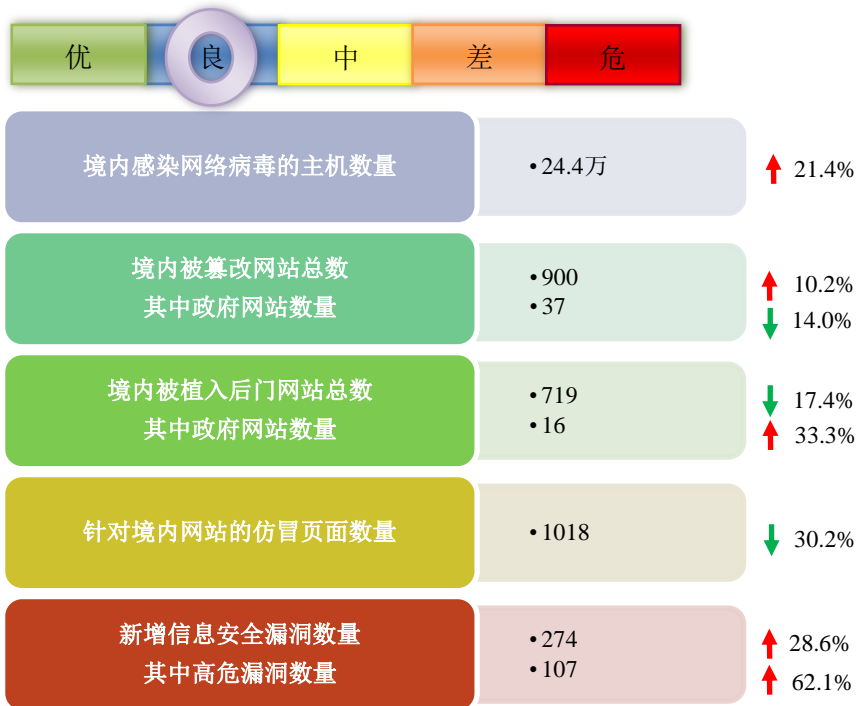 优 良 中 差 危
境内感染网络病毒的主机数量 •24.4万 21.4%
境内被篡改网站总数 •900 10.2%
其中政府网站数量 •37 14.0%
境内被植入后门网站总数 •719 17.4%
其中政府网站数量 •16 33.3%
针对境内网站的仿冒页面数量 •1018 30.2%
新增信息安全漏洞数量 •274 28.6%
其中高危漏洞数量 •107 62.1%